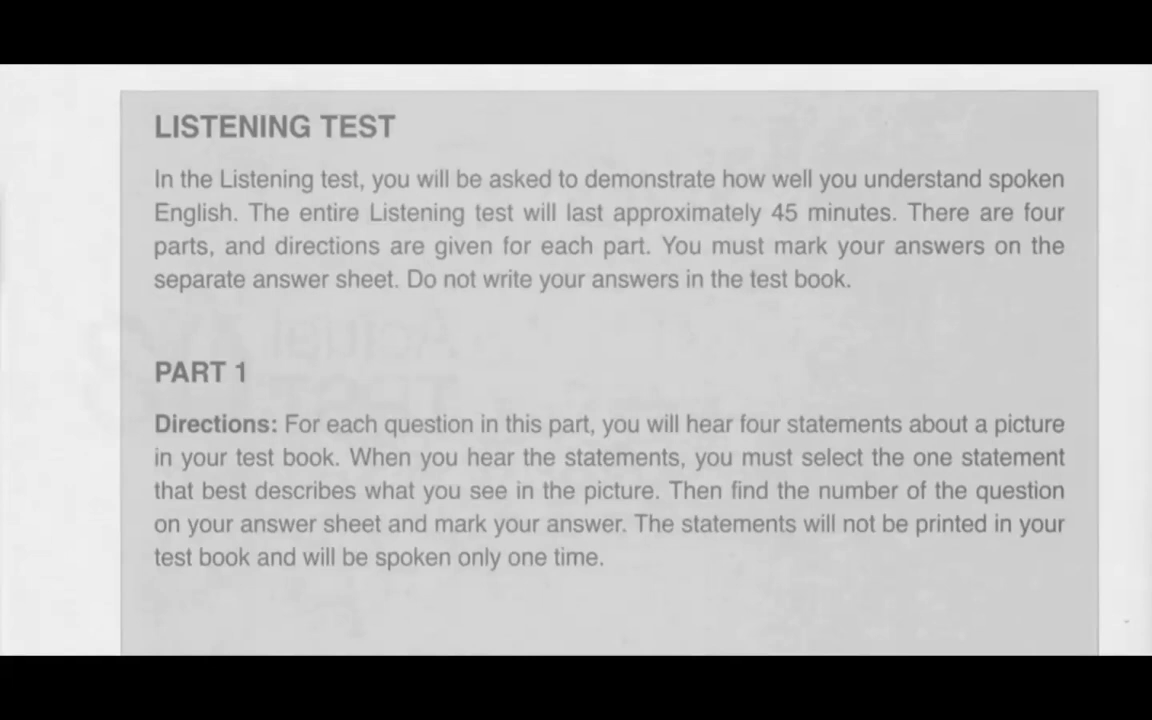 LISTENING TEST
In the Listening test, you will be asked to demonstrate how well you understand spoken
English. The entire Listening test will last approximately 45 minutes. There are four
parts, and directions are given for each part. You must mark your answers on the
separate answer sheet. Do not write your answers in the test book.
PART 1
Directions: For each question in this part, you will hear four statements about a picture
in your test book. When you hear the statements, you must select the one statement
that best describes what you see in the picture. Then find the number of the question
on your answer sheet and mark your answer. The statements will not be printed in your
test book and will be spoken only one time.